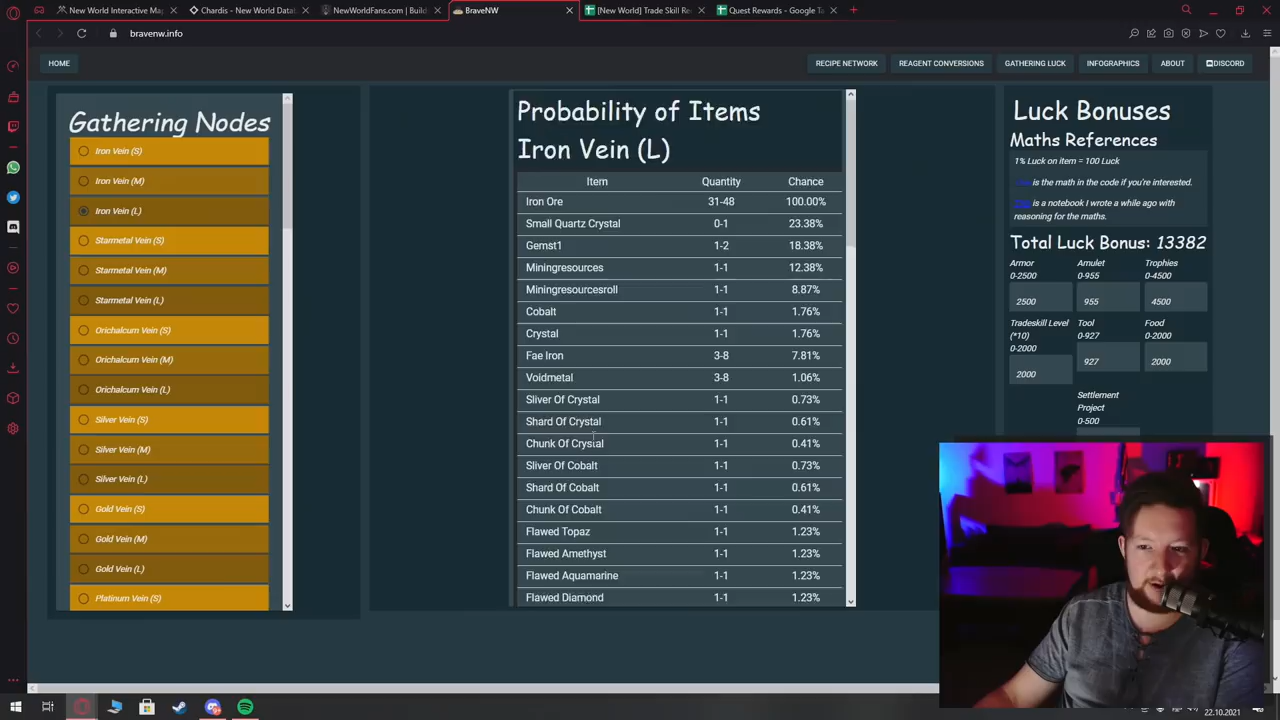 New World Interactive Ma
Chardis - New World Datab
NewWorldFans.com | Build
BraveNW
[New World] Trade Skill Re
Quest Rewards - Google Ta
bravenw.info
HOME
RECIPE NETWORK
REAGENT CONVERSIONS
GATHERING LUCK
INFOGRAPHICS
ABOUT
DISCORD
Gathering Nodes
Iron Vein (S)
Iron Vein (M)
Iron Vein (L)
Starmetal Vein (S)
Starmetal Vein (M)
Starmetal Vein (L)
Orichalcum Vein (S)
Orichalcum Vein (M)
Orichalcum Vein (L)
Silver Vein (S)
Silver Vein (M)
Silver Vein (L)
Gold Vein (S)
Gold Vein (M)
Gold Vein (L)
Platinum Vein (S)
Probability of Items
Iron Vein (L)
Item Quantity Chance
Iron Ore 31-48 100.00%
Small Quartz Crystal 0-1 23.38%
Gemst1 1-2 18.38%
Miningresources 1-1 12.38%
Miningresourcesroll 1-1 8.87%
Cobalt 1-1 1.76%
Crystal 1-1 1.76%
Fae Iron 3-8 7.81%
Voidmetal 3-8 1.06%
Sliver Of Crystal 1-1 0.73%
Shard Of Crystal 1-1 0.61%
Chunk Of Crystal 1-1 0.41%
Sliver Of Cobalt 1-1 0.73%
Shard Of Cobalt 1-1 0.61%
Chunk Of Cobalt 1-1 0.41%
Flawed Topaz 1-1 1.23%
Flawed Amethyst 1-1 1.23%
Flawed Aquamarine 1-1 1.23%
Flawed Diamond 1-1 1.23%
Luck Bonuses
Maths References
1% Luck on item = 100 Luck
is the math in the code if you're interested.
is a notebook I wrote a while ago with
reasoning for the maths.
Total Luck Bonus: 13382
Armor Amulet Trophies
0-2500 0-955 0-4500
2500 955 4500
Tradeskill Level Tool Food
(*10) 0-927 0-2000
0-2000
927 2000
2000
Settlement
Project
0-500
22.10.2021